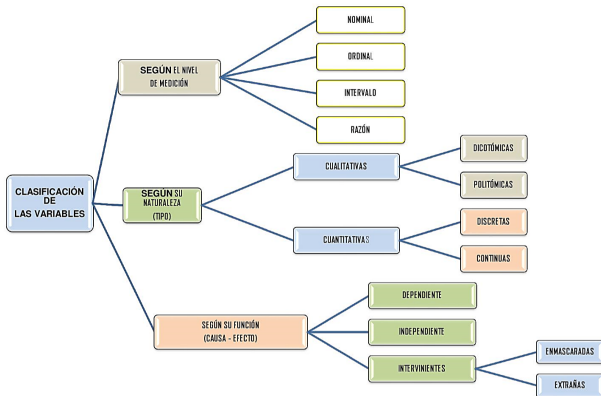 CLASIFICACIÓN
DE
LAS VARIABLES
SEGÚN EL NIVEL
DE MEDICIÓN
NOMINAL
ORDINAL
INTERVALO
RAZÓN
SEGÚN SU
NATURALEZA
(TIPO)
CUALITATIVAS
DICOTÓMICAS
POLITÓMICAS
CUANTITATIVAS
DISCRETAS
CONTINUAS
SEGÚN SU FUNCIÓN
(CAUSA - EFECTO)
DEPENDIENTE
INDEPENDIENTE
INTERVINIENTES
ENMASCARADAS
EXTRAÑAS